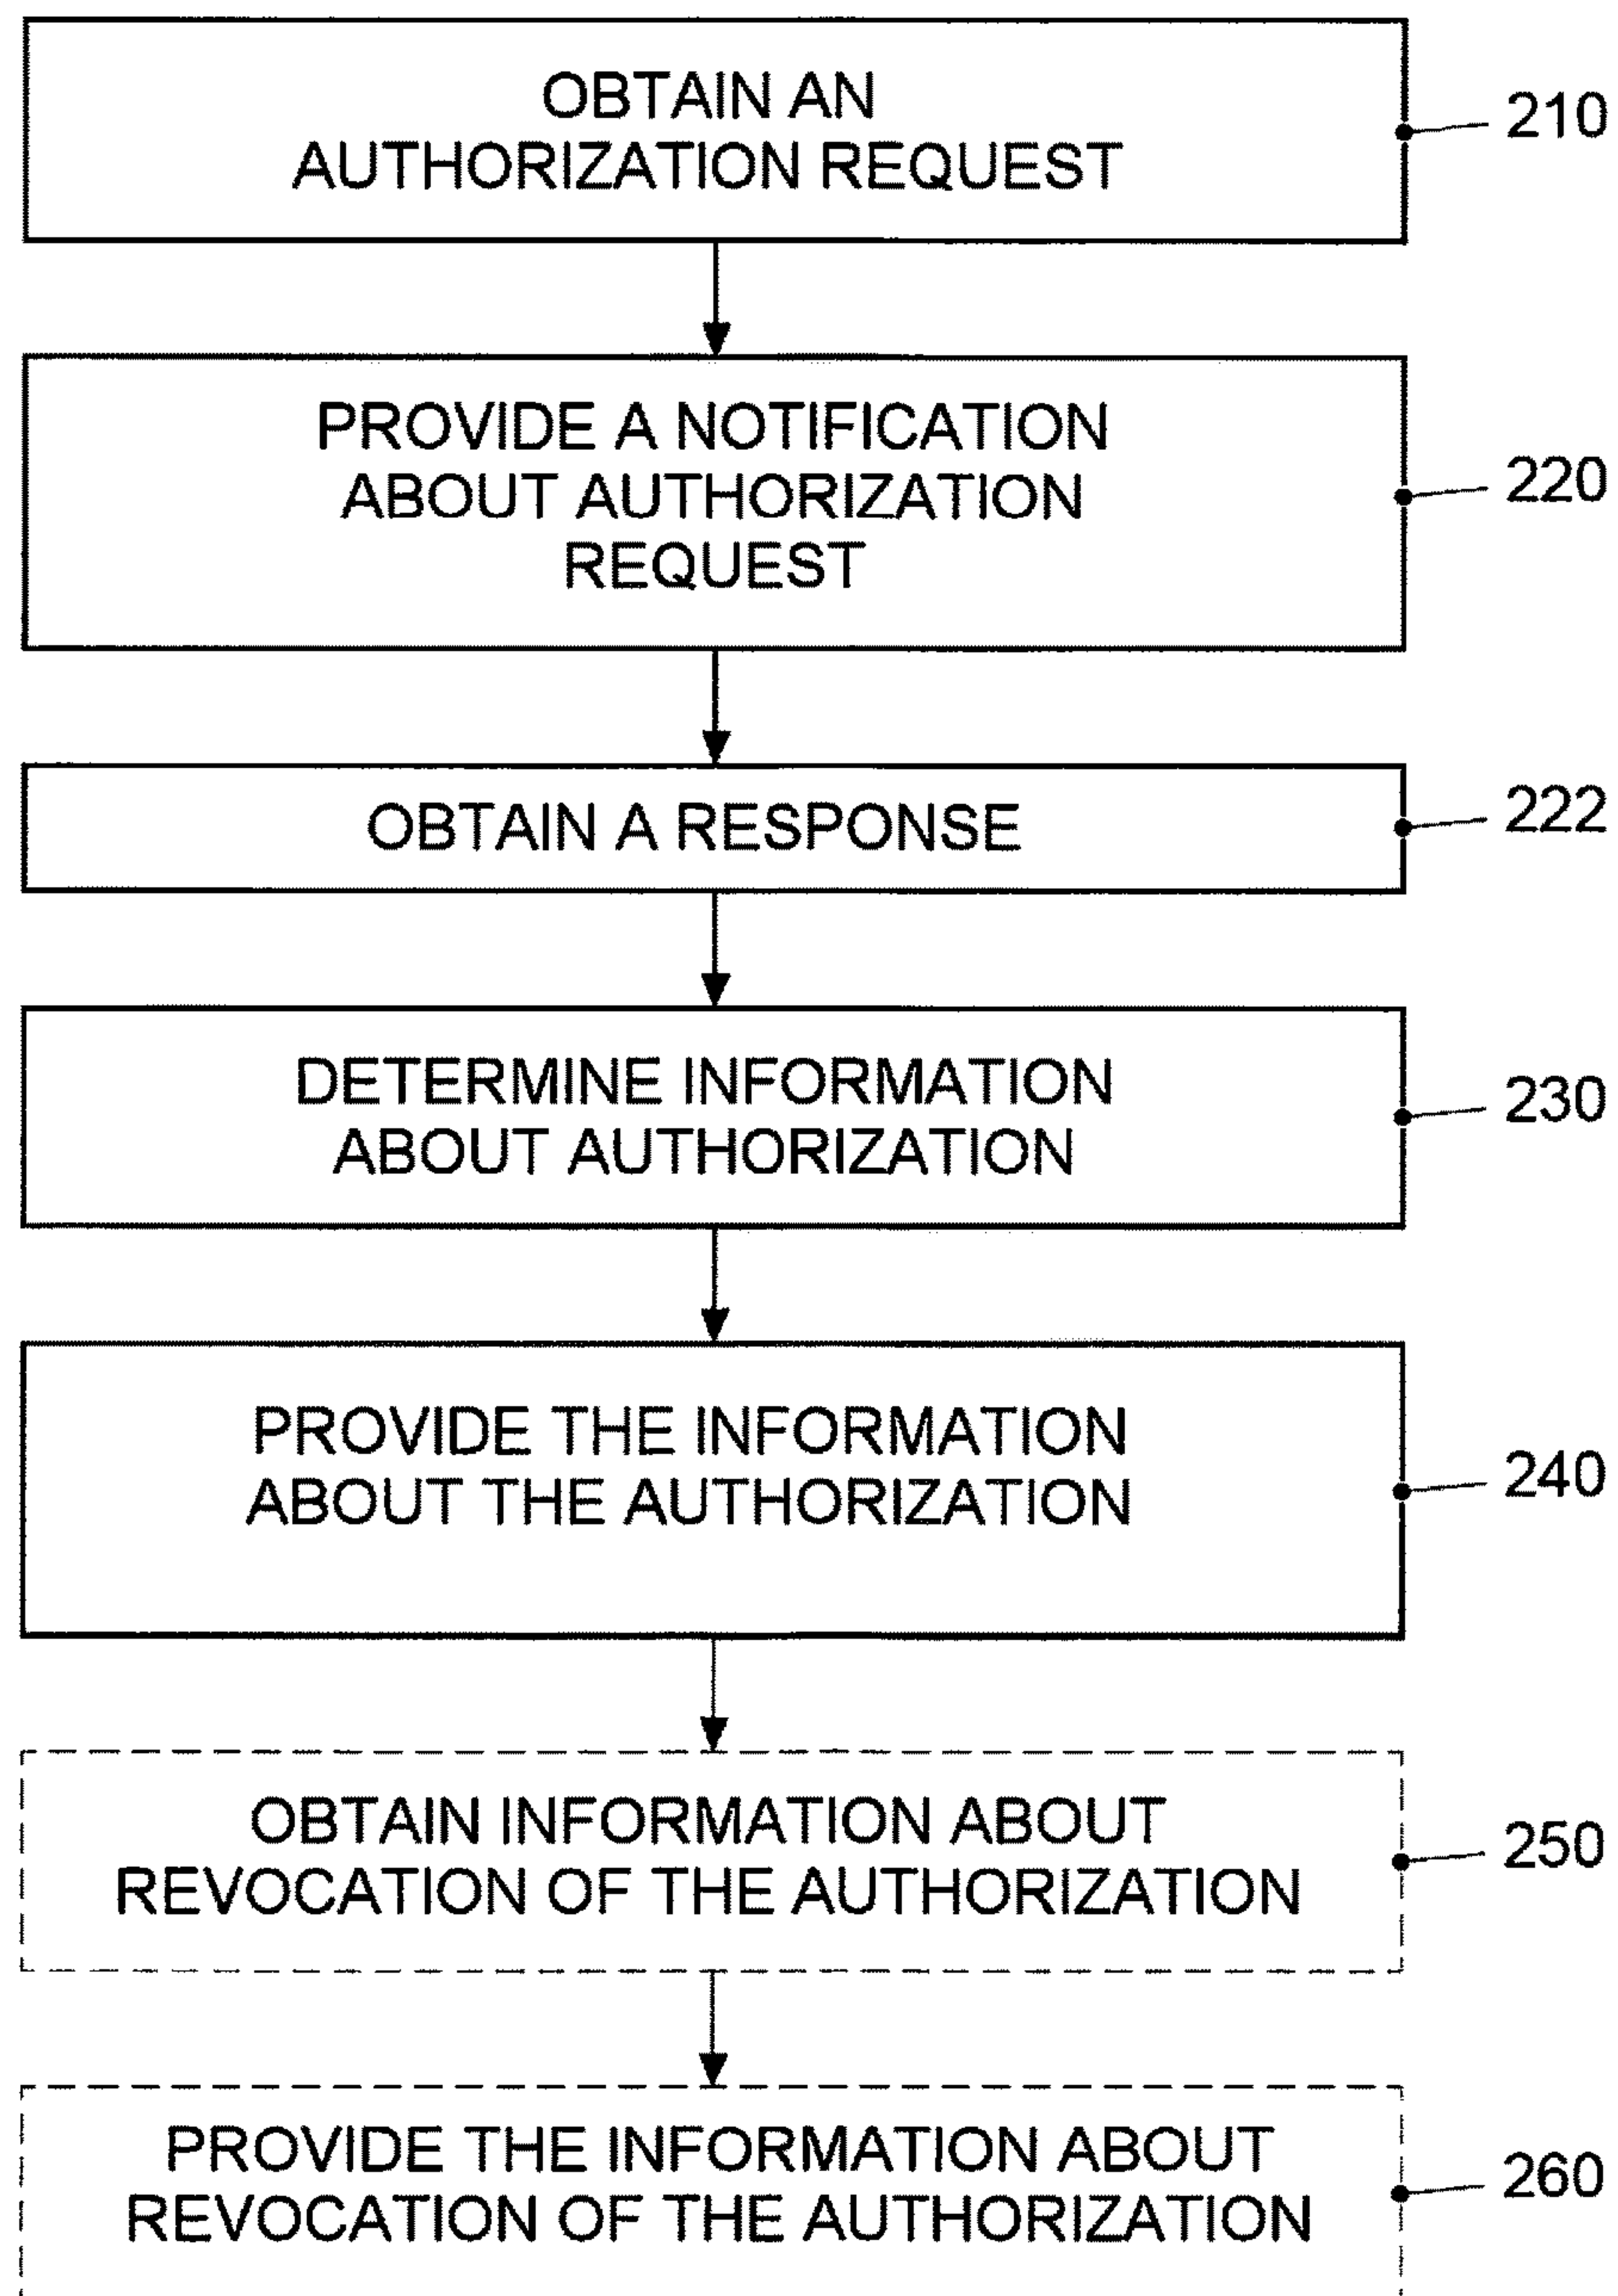 OBTAIN AN
AUTHORIZATION REQUEST
210
PROVIDE A NOTIFICATION
ABOUT AUTHORIZATION
REQUEST
220
OBTAIN A RESPONSE
222
DETERMINE INFORMATION
ABOUT AUTHORIZATION
230
PROVIDE THE INFORMATION
ABOUT THE AUTHORIZATION
240
OBTAIN INFORMATION ABOUT
REVOCATION OF THE AUTHORIZATION
250
PROVIDE THE INFORMATION ABOUT
REVOCATION OF THE AUTHORIZATION
260